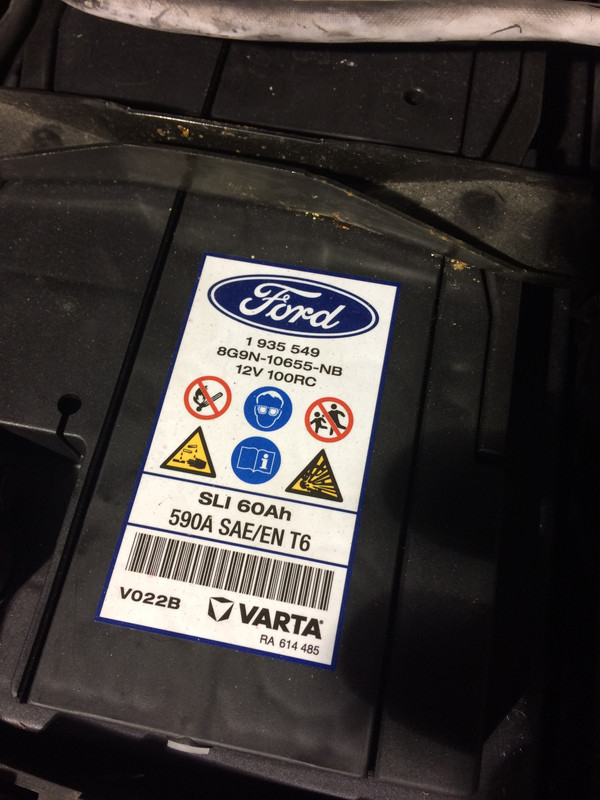 Ford
1 935 549
8G9N-10655-NB
12V 100RC
SLI 60Ah
590A SAE/EN T6
V022B VARTA
RA 614 485